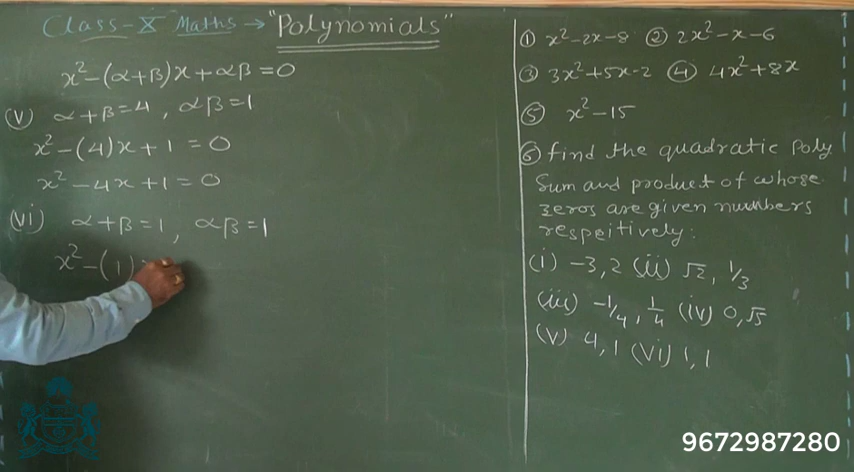 Class-X Maths → "Polynomials"
x² - (α+β)x + αβ = 0
(v) α+β=4, αβ=1
x² - (4)x + 1 = 0
x² - 4x + 1 = 0
(vi) α+β=1, αβ=1
x² - (1)
① x²-2x-8 ② 2x²-x-6
③ 3x²+5x-2 ④ 4x²+8x
⑤ x²-15
⑥ find the quadratic poly
Sum and product of whose
zeros are given numbers
respeitively:
(i) -3, 2 (ii) √2, 1/3
(iii) -1/4, 1/4 (iv) 0, √5
(v) 4, 1 (vi) 1, 1
9672987280